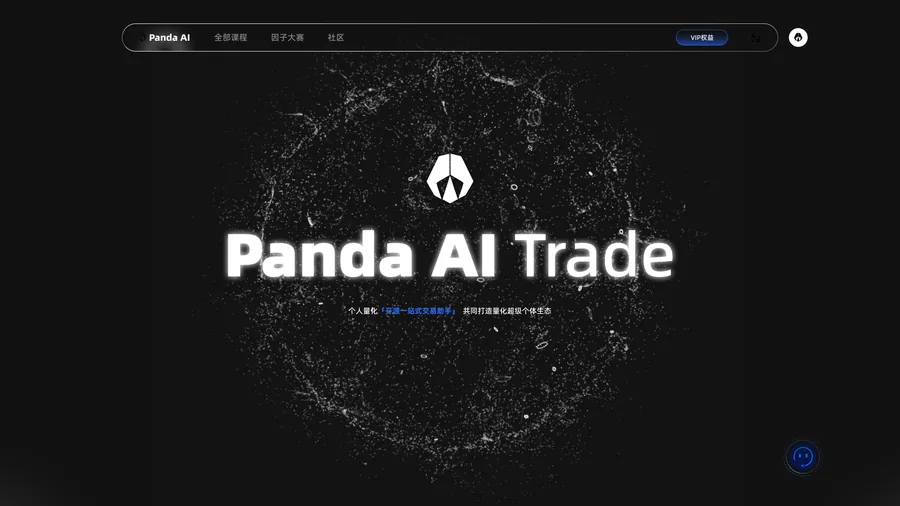 Panda AI
全部课程
因子大赛
社区
VIP权益
Panda AI Trade
个人量化「开源一站式交易助手」 共同打造量化超级个体生态